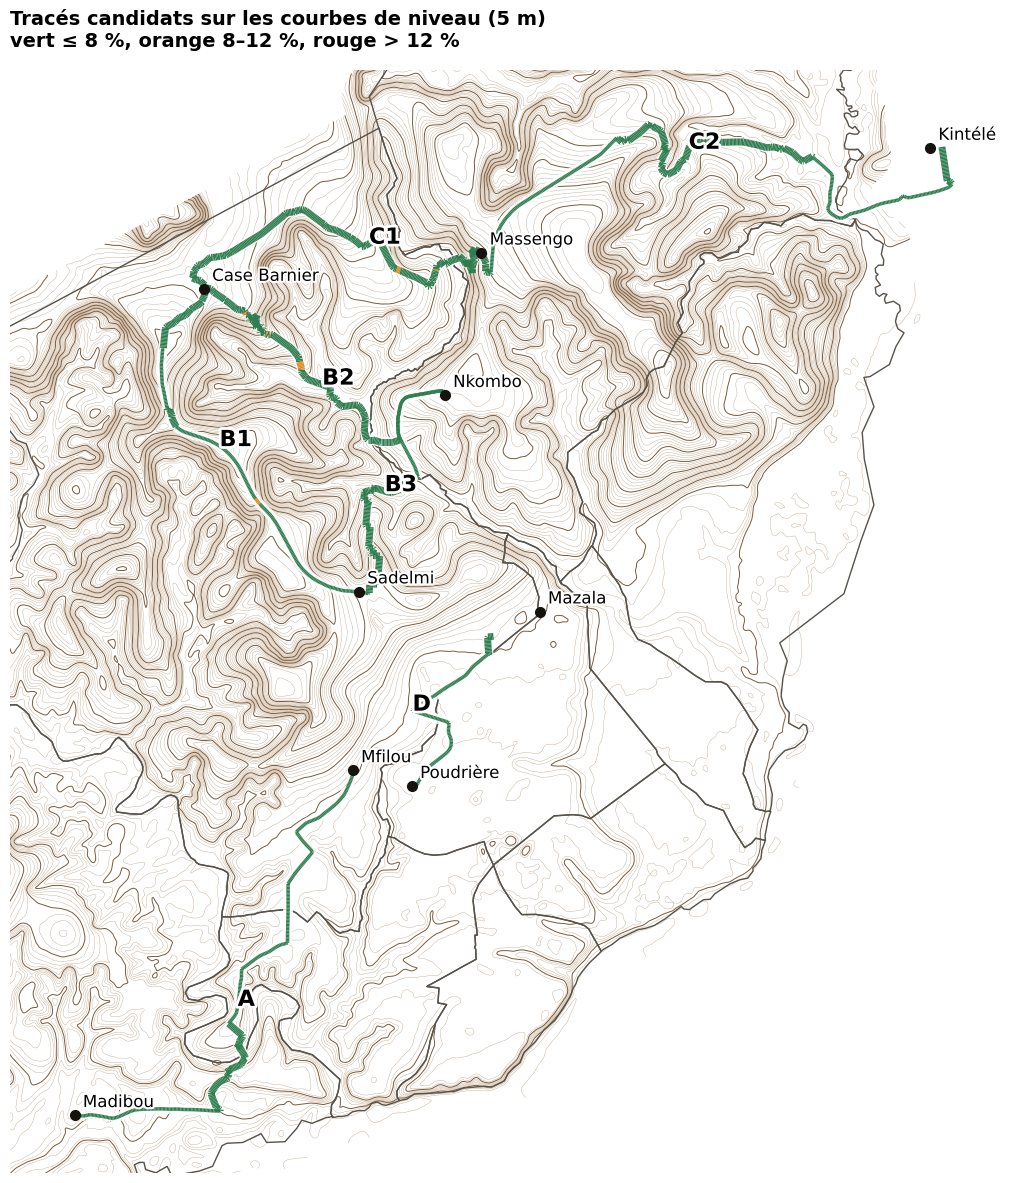 Tracés candidats sur les courbes de niveau (5 m)
vert ≤ 8 %, orange 8–12 %, rouge > 12 %
Kintélé
C2
C1
Massengo
Case Barnier
B2
Nkombo
B1
B3
Sadelmi
Mazala
D
Mfilou
Poudrière
A
Madibou